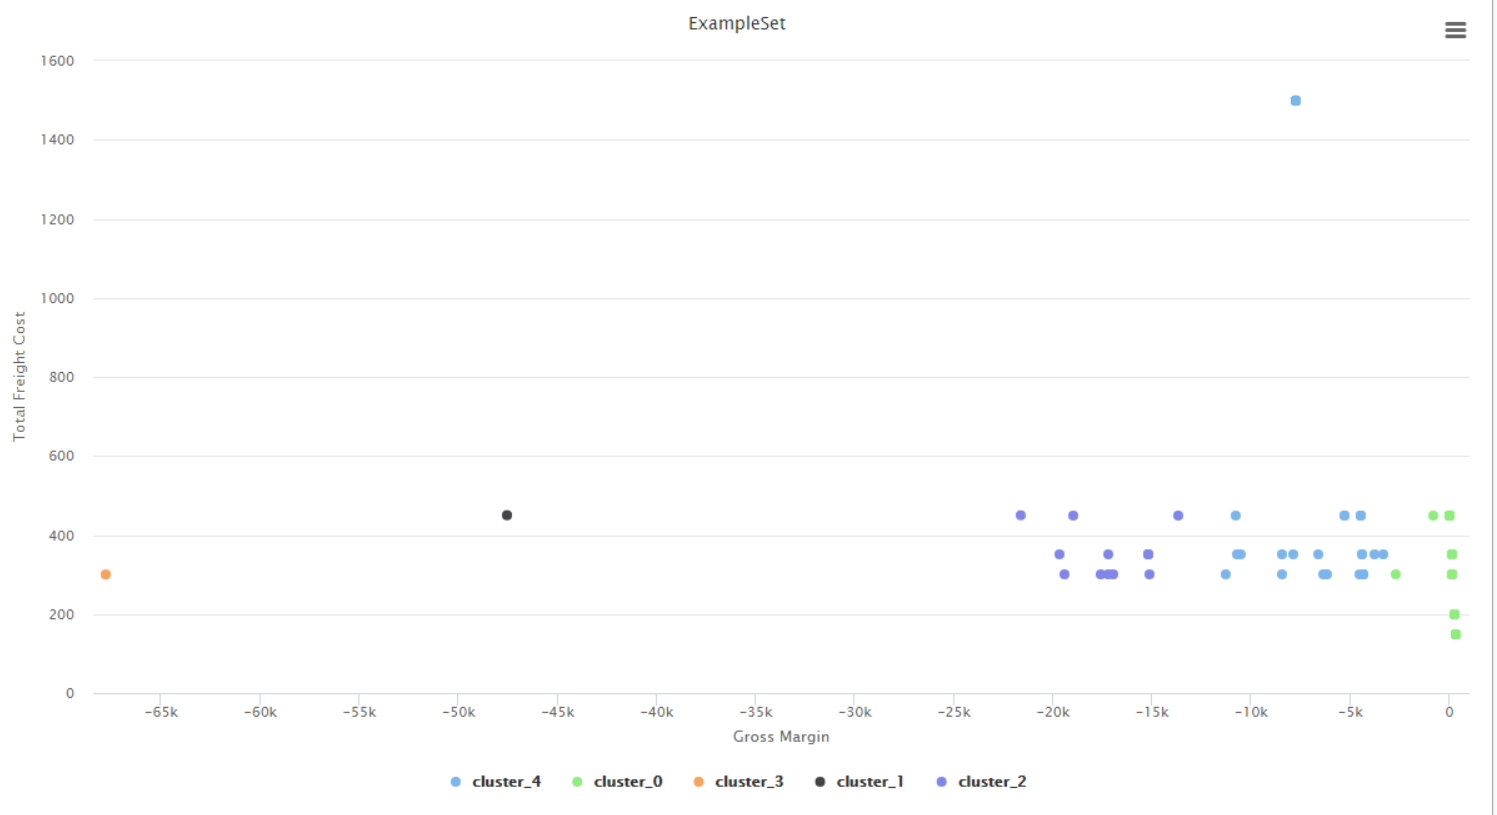 ExampleSet
1600
1400
1200
1000
800
600
400
200
0
Total Freight Cost
-65k -60k -55k -50k -45k -40k -35k -30k -25k -20k -15k -10k -5k 0
Gross Margin
cluster_4 cluster_0 cluster_3 cluster_1 cluster_2